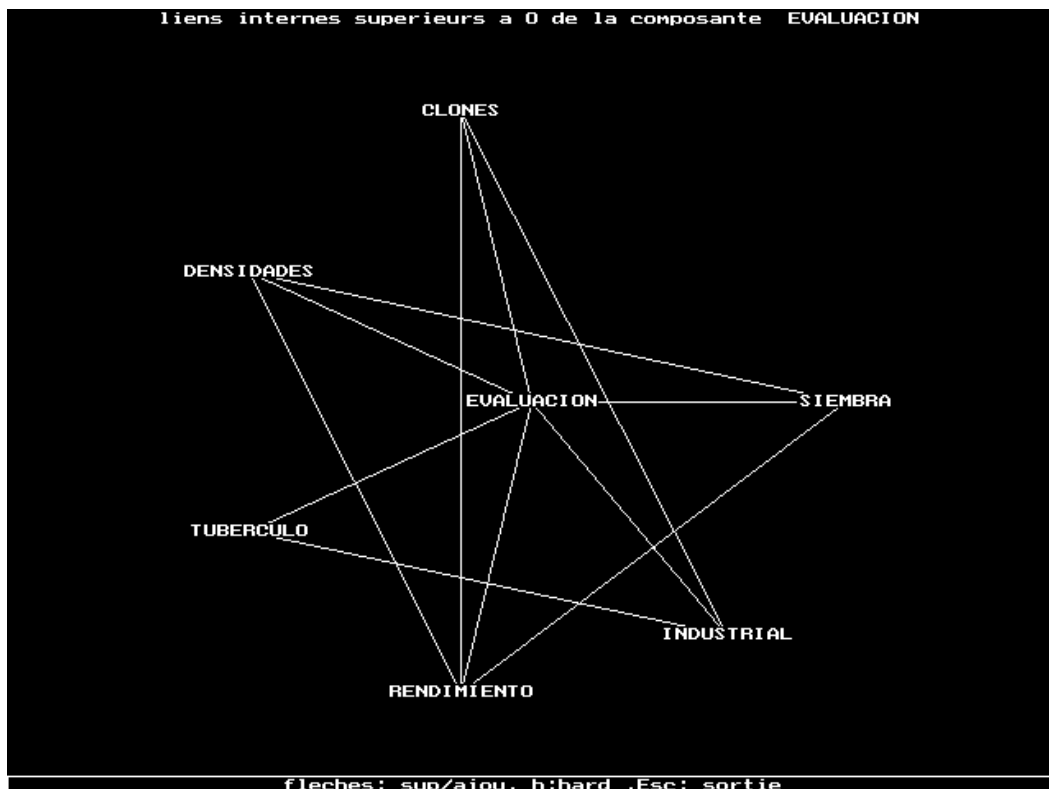 liens internes superieurs a 0 de la composante EVALUACION
CLONES
DENSIDADES
EVALUACION
SIEMBRA
TUBERCULO
INDUSTRIAL
RENDIMIENTO
fleches: sup/ajou, h:hard ,Esc: sortie